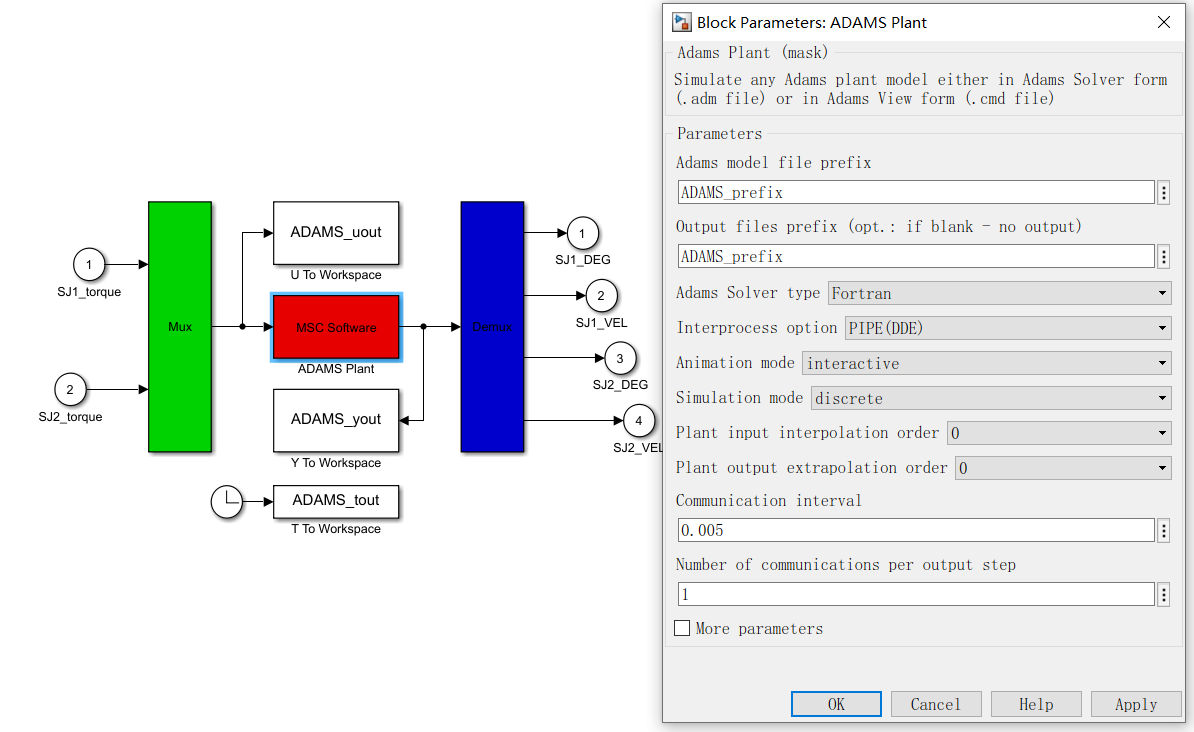 1
SJ1_torque
2
SJ2_torque
Mux
ADAMS_uout
U To Workspace
MSC Software
ADAMS Plant
ADAMS_yout
Y To Workspace
ADAMS_tout
T To Workspace
Demux
1
SJ1_DEG
2
SJ1_VEL
3
SJ2_DEG
4
SJ2_VEL
Block Parameters: ADAMS Plant
Adams Plant (mask)
Simulate any Adams plant model either in Adams Solver form
(.adm file) or in Adams View form (.cmd file)
Parameters
Adams model file prefix
ADAMS_prefix
Output files prefix (opt.: if blank - no output)
ADAMS_prefix
Adams Solver type Fortran
Interprocess option PIPE(DDE)
Animation mode interactive
Simulation mode discrete
Plant input interpolation order 0
Plant output extrapolation order 0
Communication interval
0.005
Number of communications per output step
1
More parameters
OK Cancel Help Apply